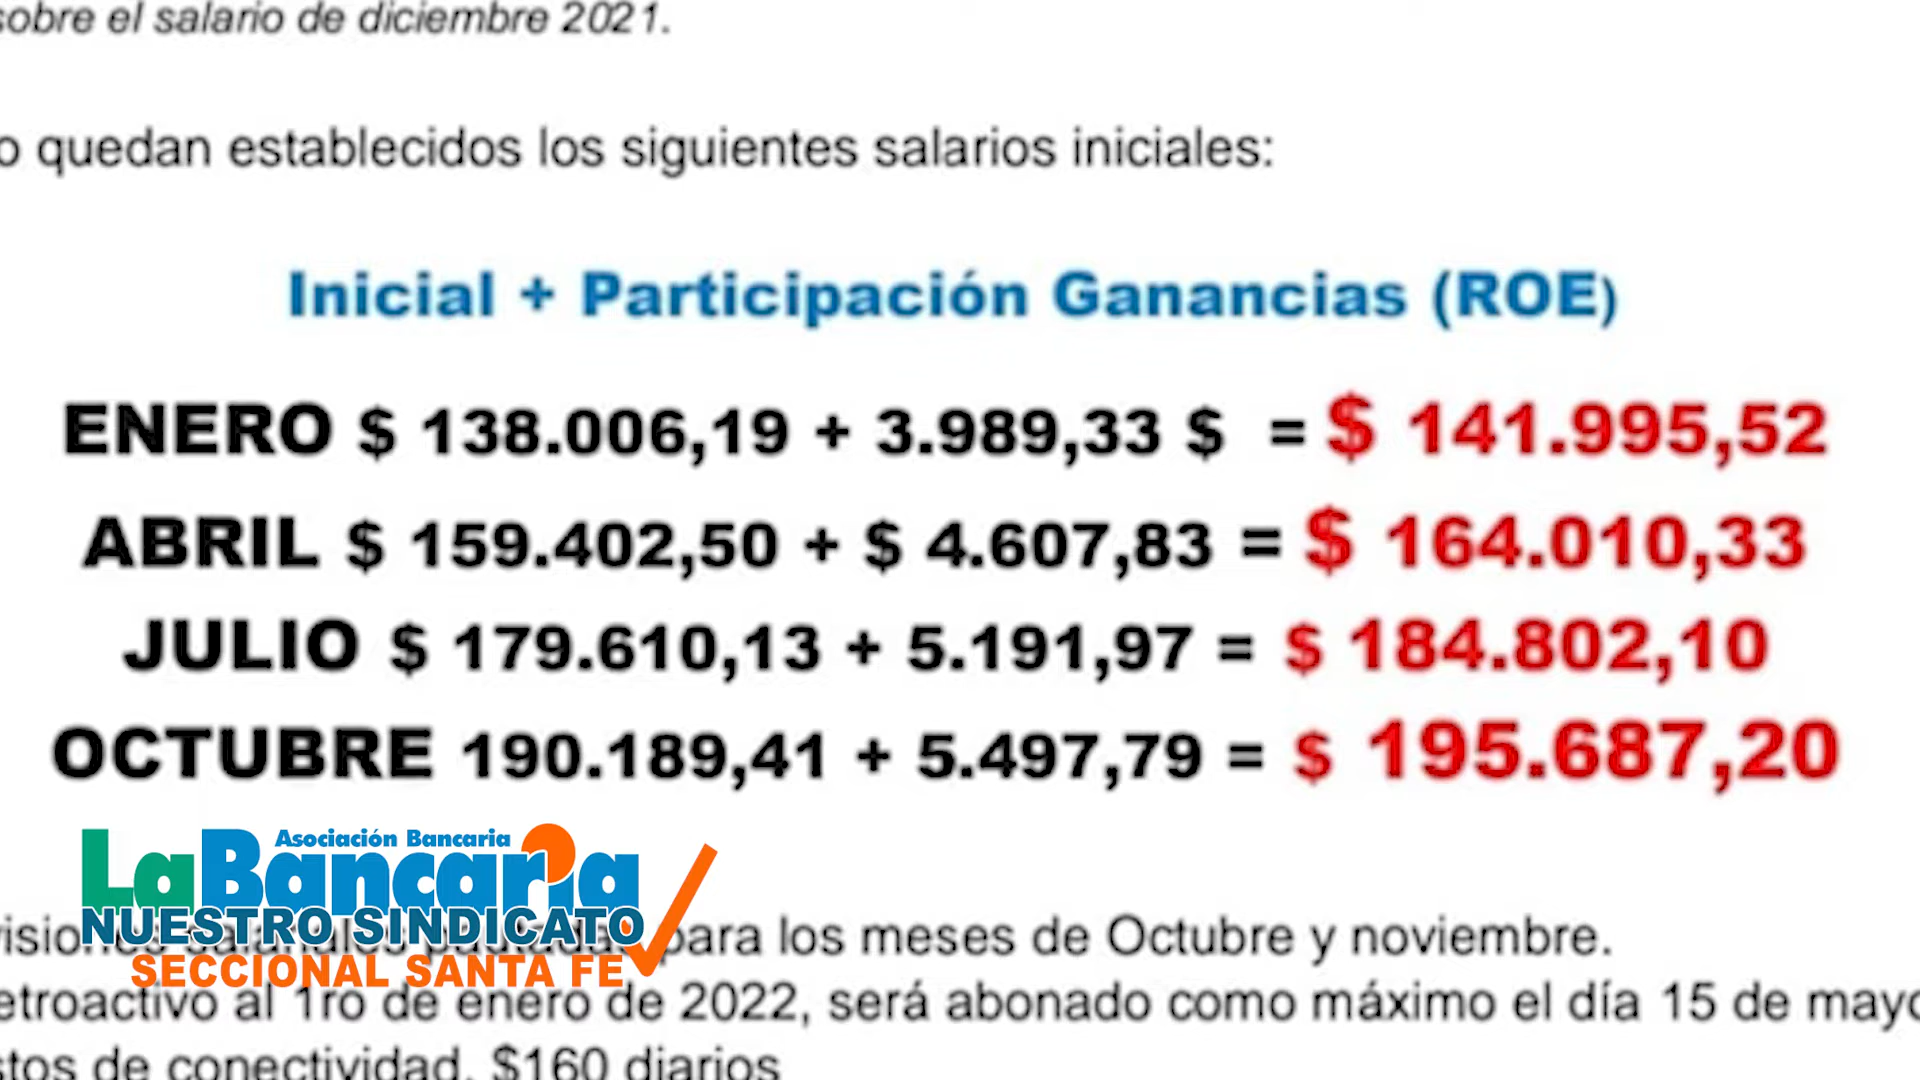 sobre el salario de diciembre 2021.
o quedan establecidos los siguientes salarios iniciales:
Inicial + Participación Ganancias (ROE)
ENERO $ 138.006,19 + 3.989,33 $ = $ 141.995,52
ABRIL $ 159.402,50 + $ 4.607,83 = $ 164.010,33
JULIO $ 179.610,13 + 5.191,97 = $ 184.802,10
OCTUBRE 190.189,41 + 5.497,79 = $ 195.687,20
Asociación Bancaria
LaBancaria
NUESTRO SINDICATO
SECCIONAL SANTA FE
para los meses de Octubre y noviembre.
etroactivo al 1ro de enero de 2022, será abonado como máximo el día 15 de mayo
stos de conectividad, $160 diarios